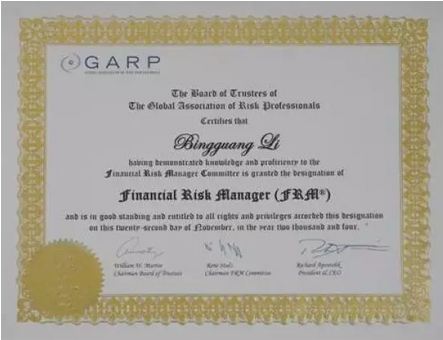 GARP
The Board of Trustees of
The Global Association of Risk Professionals
Certifies that
Bingguang Li
having demonstrated knowledge and proficiency to the
Financial Risk Manager Committee is granted the designation of
Financial Risk Manager (FRM®)
and is in good standing and entitled to all rights and privileges accorded this designation
on this twenty-second day of November, in the year two thousand and four.
William H. Martin
Chairman Board of Trustees
René Stulz
Chairman FRM Committee
Richard Apostolik
President & CEO